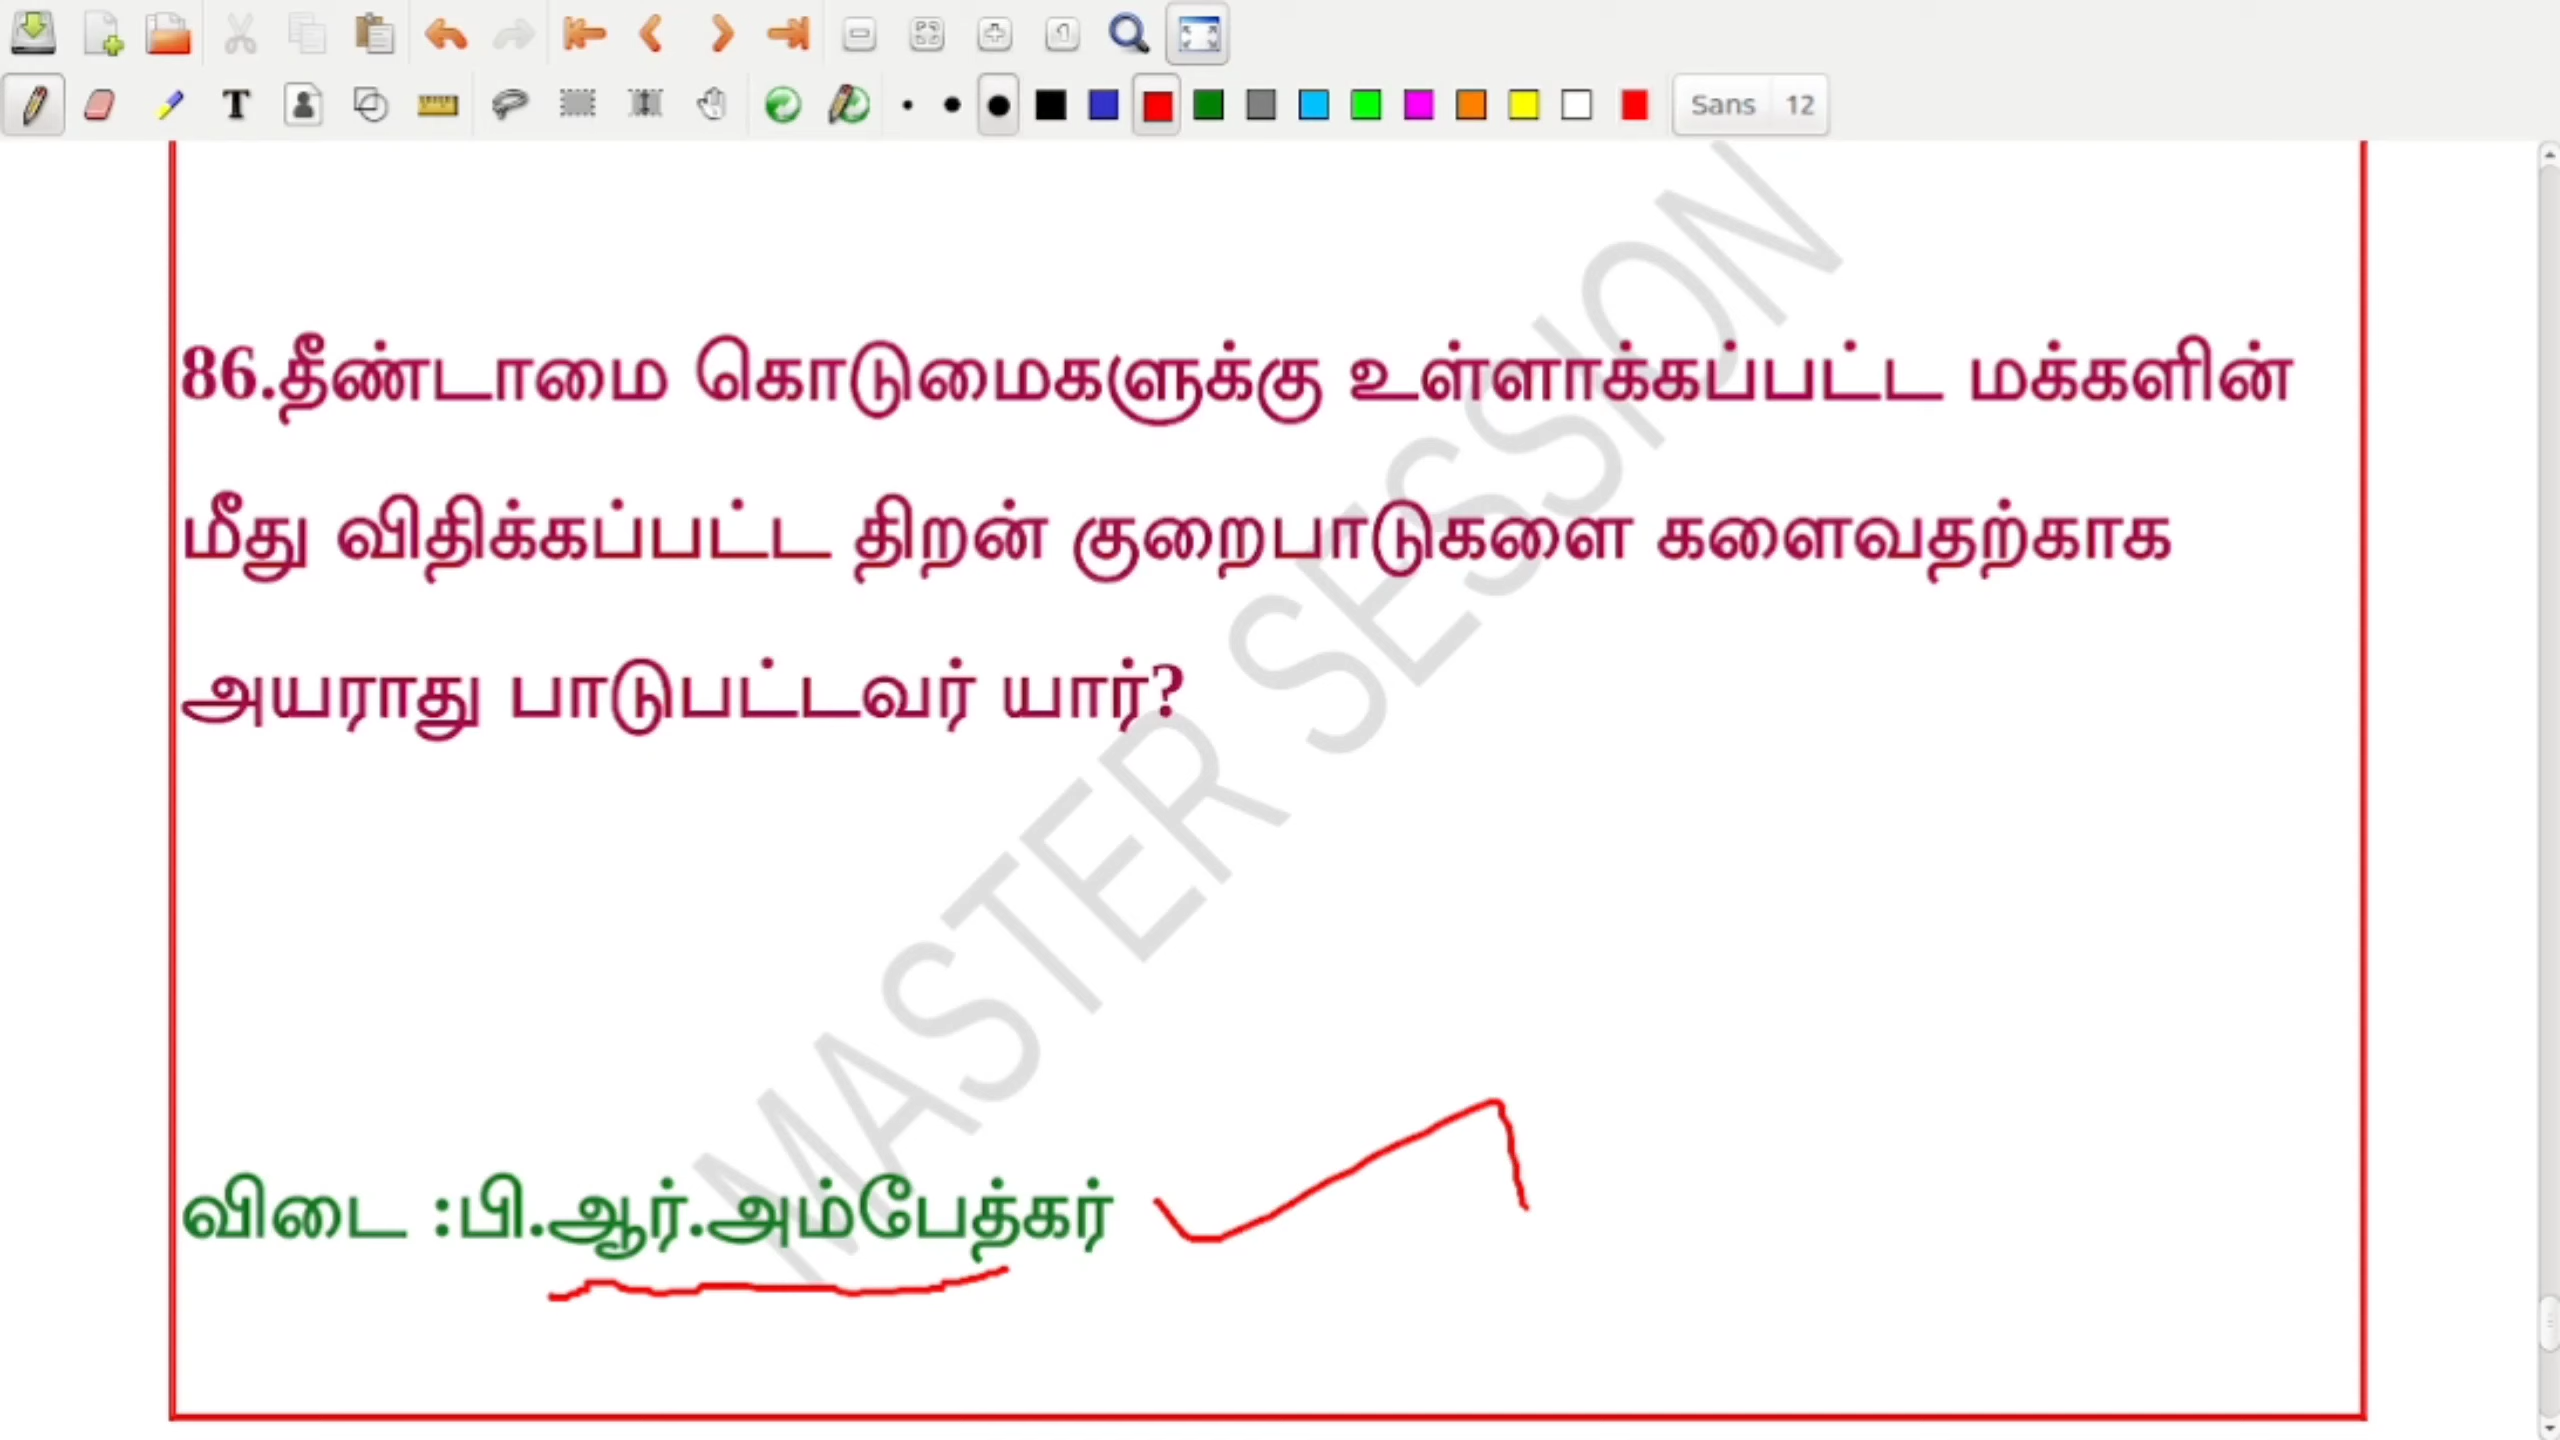 Sans 12
86.தீண்டாமை கொடுமைகளுக்கு உள்ளாக்கப்பட்ட மக்களின்
மீது விதிக்கப்பட்ட திறன் குறைபாடுகளை களைவதற்காக
அயராது பாடுபட்டவர் யார்?
MASTER SESSION
விடை :பி.ஆர்.அம்பேத்கர்